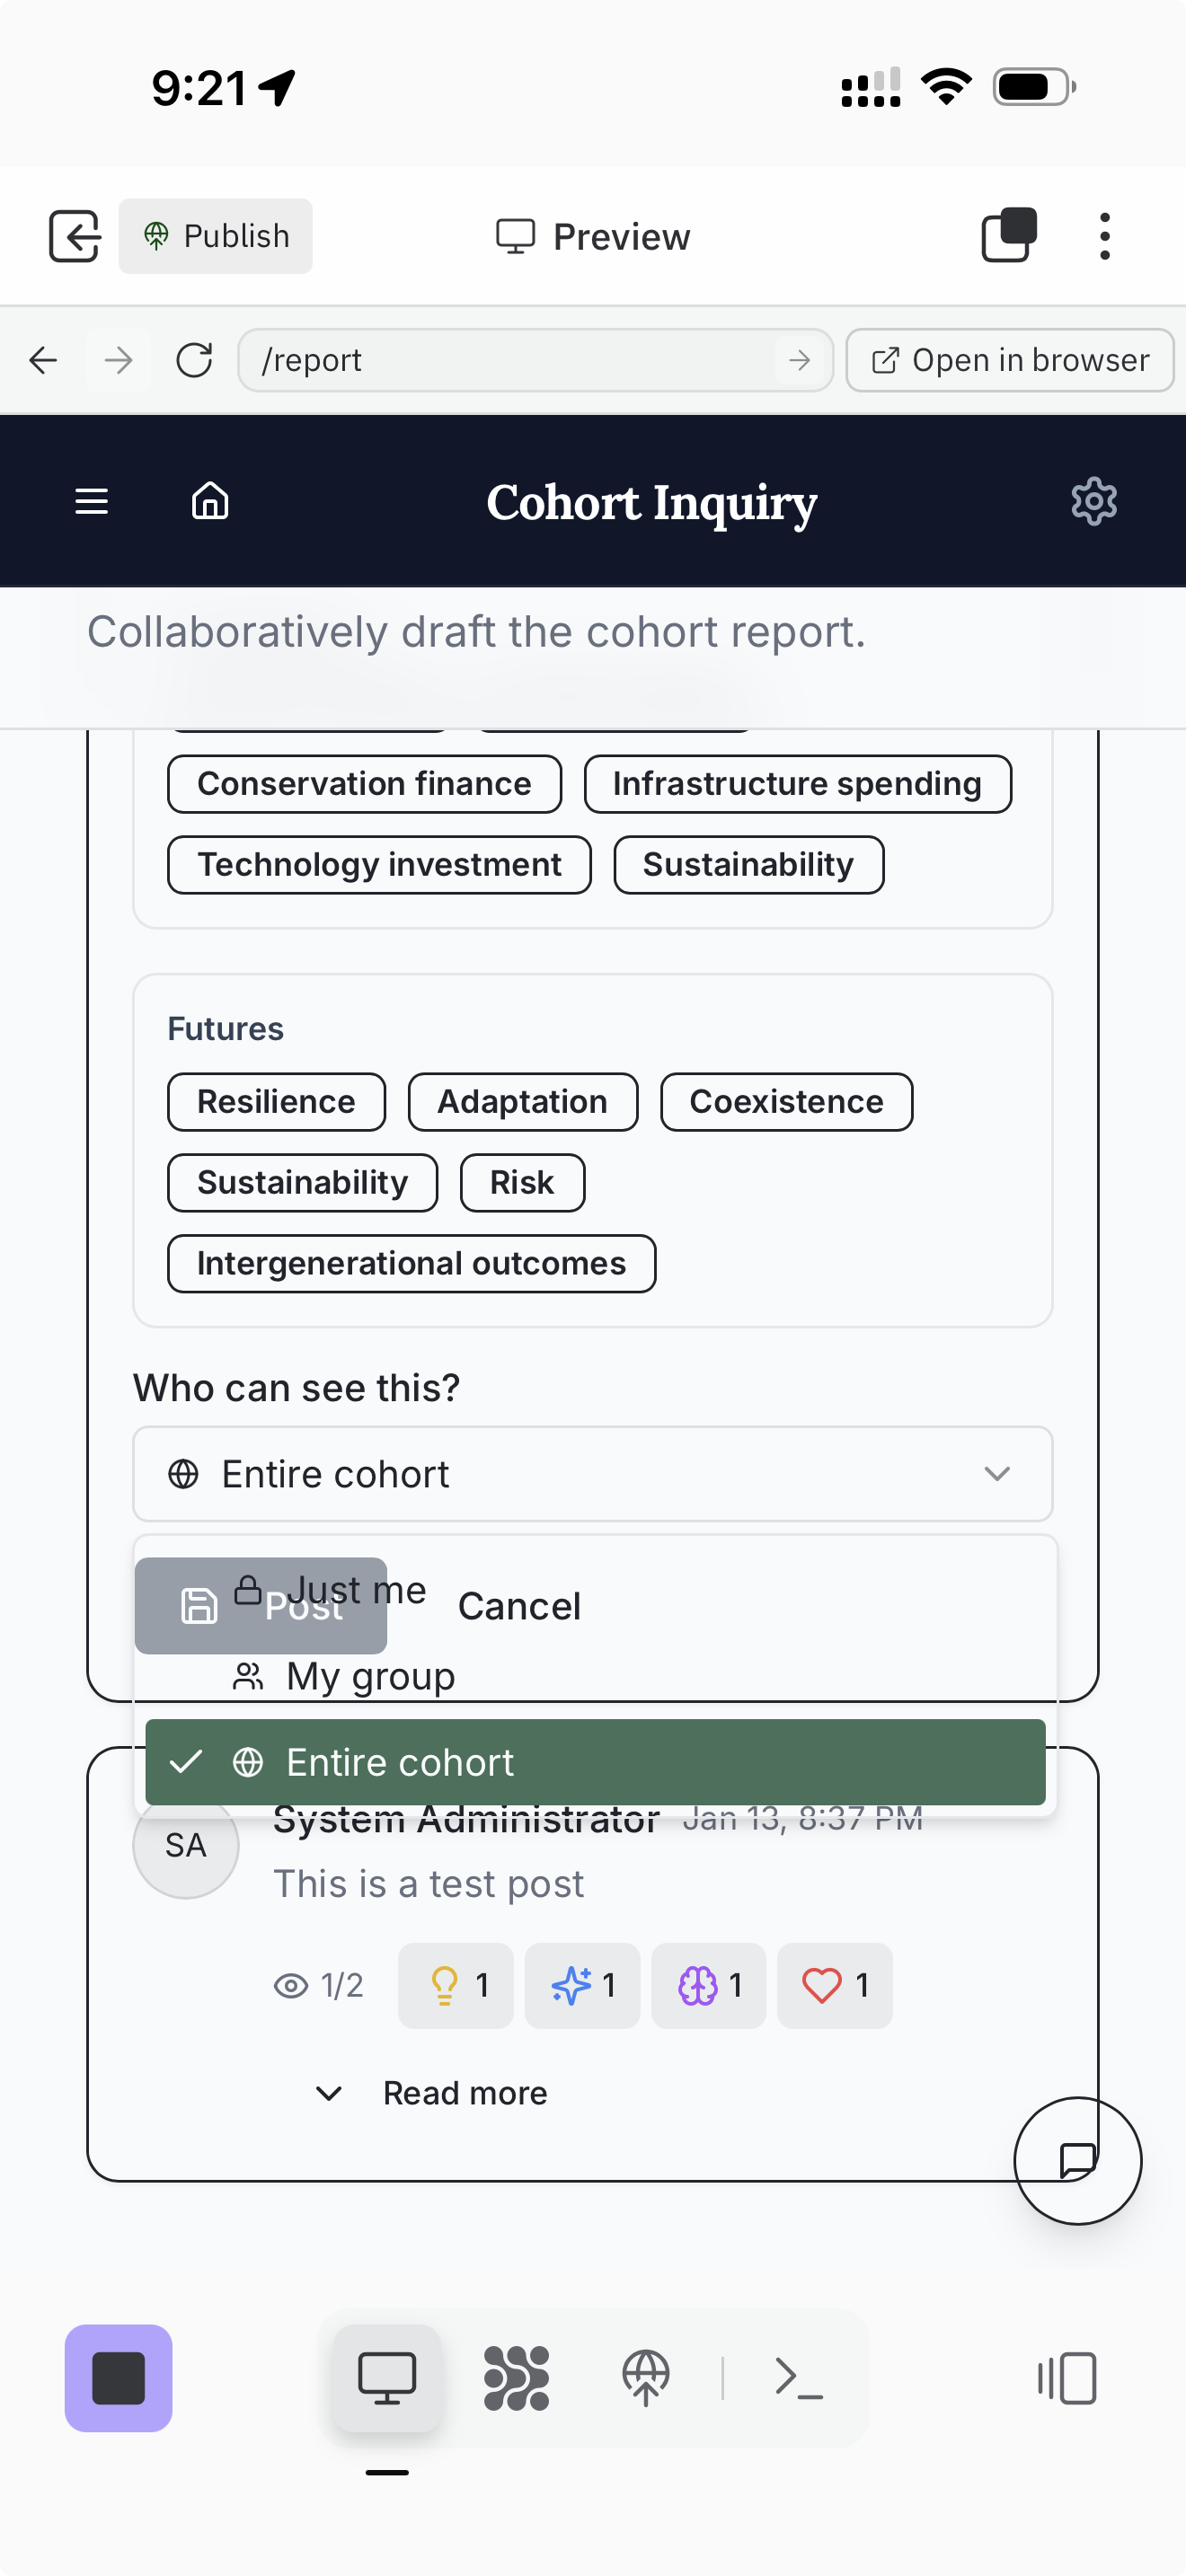 9:21
Publish
Preview
/report
Open in browser
Cohort Inquiry
Collaboratively draft the cohort report.
Conservation finance
Infrastructure spending
Technology investment
Sustainability
Futures
Resilience
Adaptation
Coexistence
Sustainability
Risk
Intergenerational outcomes
Who can see this?
Entire cohort
Just me
Post
Cancel
My group
Entire cohort
SA
System Administrator Jan 13, 8:37 PM
This is a test post
1/2 1 1 1 1
Read more